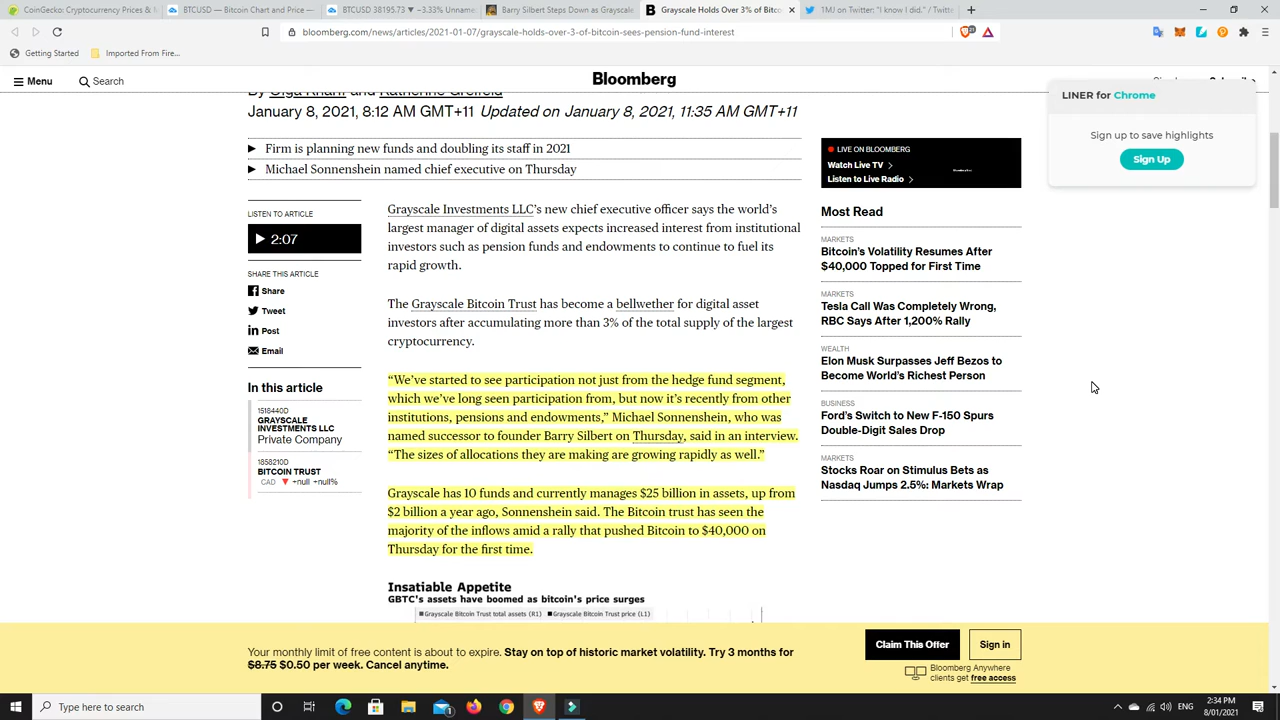 CoinGecko: Cryptocurrency Prices &
BTCUSD — Bitcoin Chart and Price —
BTCUSD 38195.73 ▼ +3.33% Unname
Barry Silbert Steps Down as Grayscale
Grayscale Holds Over 3% of Bitco
TMJ on Twitter: "I know I did." / Twitte
bloomberg.com/news/articles/2021-01-07/grayscale-holds-over-3-of-bitcoin-sees-pension-fund-interest
Getting Started
Imported From Firef...
Menu
Search
Bloomberg
January 8, 2021, 8:12 AM GMT+11 Updated on January 8, 2021, 11:35 AM GMT+11
Firm is planning new funds and doubling its staff in 2021
Michael Sonnenshein named chief executive on Thursday
LISTEN TO ARTICLE
2:07
SHARE THIS ARTICLE
Share
Tweet
Post
Email
In this article
1518440D
GRAYSCALE
INVESTMENTS LLC
Private Company
1858210D
BITCOIN TRUST
CAD ▼ +null +null%
Grayscale Investments LLC's new chief executive officer says the world's
largest manager of digital assets expects increased interest from institutional
investors such as pension funds and endowments to continue to fuel its
rapid growth.
The Grayscale Bitcoin Trust has become a bellwether for digital asset
investors after accumulating more than 3% of the total supply of the largest
cryptocurrency.
“We've started to see participation not just from the hedge fund segment,
which we've long seen participation from, but now it's recently from other
institutions, pensions and endowments,” Michael Sonnenshein, who was
named successor to founder Barry Silbert on Thursday, said in an interview.
“The sizes of allocations they are making are growing rapidly as well.”
Grayscale has 10 funds and currently manages $25 billion in assets, up from
$2 billion a year ago, Sonnenshein said. The Bitcoin trust has seen the
majority of the inflows amid a rally that pushed Bitcoin to $40,000 on
Thursday for the first time.
Insatiable Appetite
GBTC's assets have boomed as bitcoin's price surges
Grayscale Bitcoin Trust total assets (R1) Grayscale Bitcoin Trust price (L1)
LIVE ON BLOOMBERG
Watch Live TV
Listen to Live Radio
Most Read
MARKETS
Bitcoin's Volatility Resumes After
$40,000 Topped for First Time
MARKETS
Tesla Call Was Completely Wrong,
RBC Says After 1,200% Rally
WEALTH
Elon Musk Surpasses Jeff Bezos to
Become World's Richest Person
BUSINESS
Ford's Switch to New F-150 Spurs
Double-Digit Sales Drop
MARKETS
Stocks Roar on Stimulus Bets as
Nasdaq Jumps 2.5%: Markets Wrap
LINER for Chrome
Sign up to save highlights
Sign Up
Your monthly limit of free content is about to expire. Stay on top of historic market volatility. Try 3 months for
$8.75 $0.50 per week. Cancel anytime.
Claim This Offer
Sign in
Bloomberg Anywhere
clients get free access
Type here to search
ENG
2:34 PM
8/01/2021